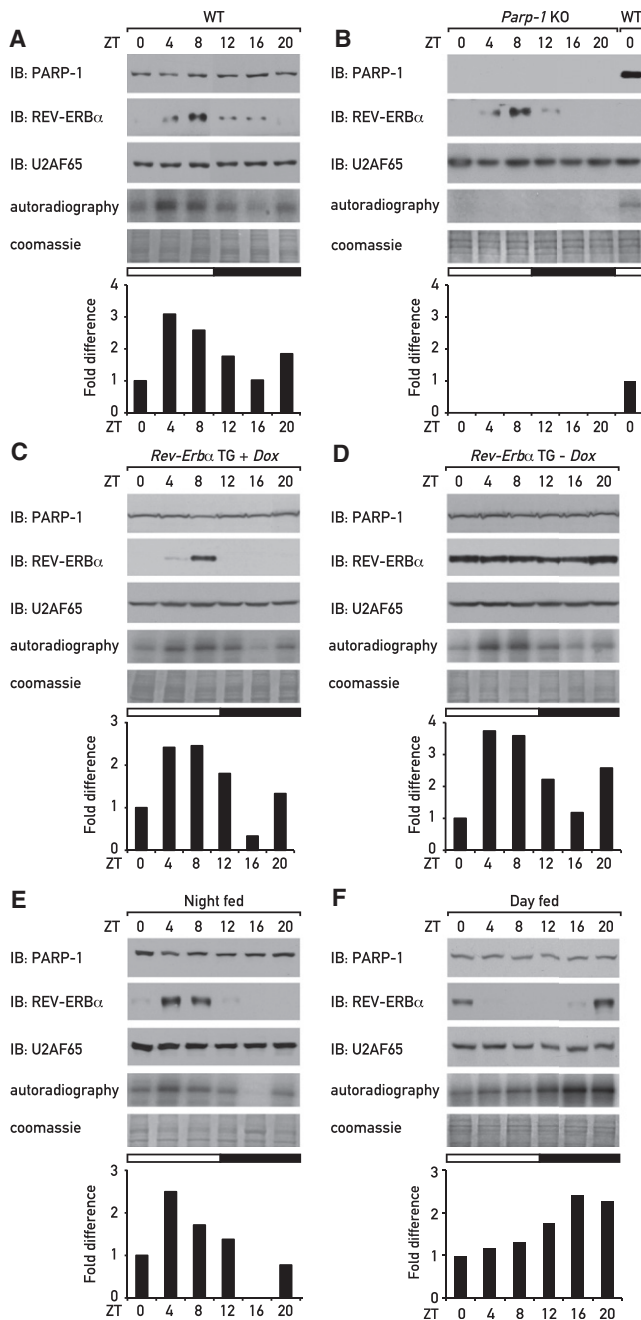 A
WT
ZT 0 4 8 12 16 20
IB: PARP-1
IB: REV-ERBα
IB: U2AF65
autoradiography
coomassie
Fold difference
4
3
2
1
0
ZT 0 4 8 12 16 20
B
Parp-1 KO WT
ZT 0 4 8 12 16 20 0
IB: PARP-1
IB: REV-ERBα
IB: U2AF65
autoradiography
coomassie
Fold difference
4
3
2
1
0
ZT 0 4 8 12 16 20 0
C
Rev-Erbα TG + Dox
ZT 0 4 8 12 16 20
IB: PARP-1
IB: REV-ERBα
IB: U2AF65
autoradiography
coomassie
Fold difference
3
2
1
0
ZT 0 4 8 12 16 20
D
Rev-Erbα TG - Dox
ZT 0 4 8 12 16 20
IB: PARP-1
IB: REV-ERBα
IB: U2AF65
autoradiography
coomassie
Fold difference
4
3
2
1
0
ZT 0 4 8 12 16 20
E
Night fed
ZT 0 4 8 12 16 20
IB: PARP-1
IB: REV-ERBα
IB: U2AF65
autoradiography
coomassie
Fold difference
3
2
1
0
ZT 0 4 8 12 16 20
F
Day fed
ZT 0 4 8 12 16 20
IB: PARP-1
IB: REV-ERBα
IB: U2AF65
autoradiography
coomassie
Fold difference
3
2
1
0
ZT 0 4 8 12 16 20